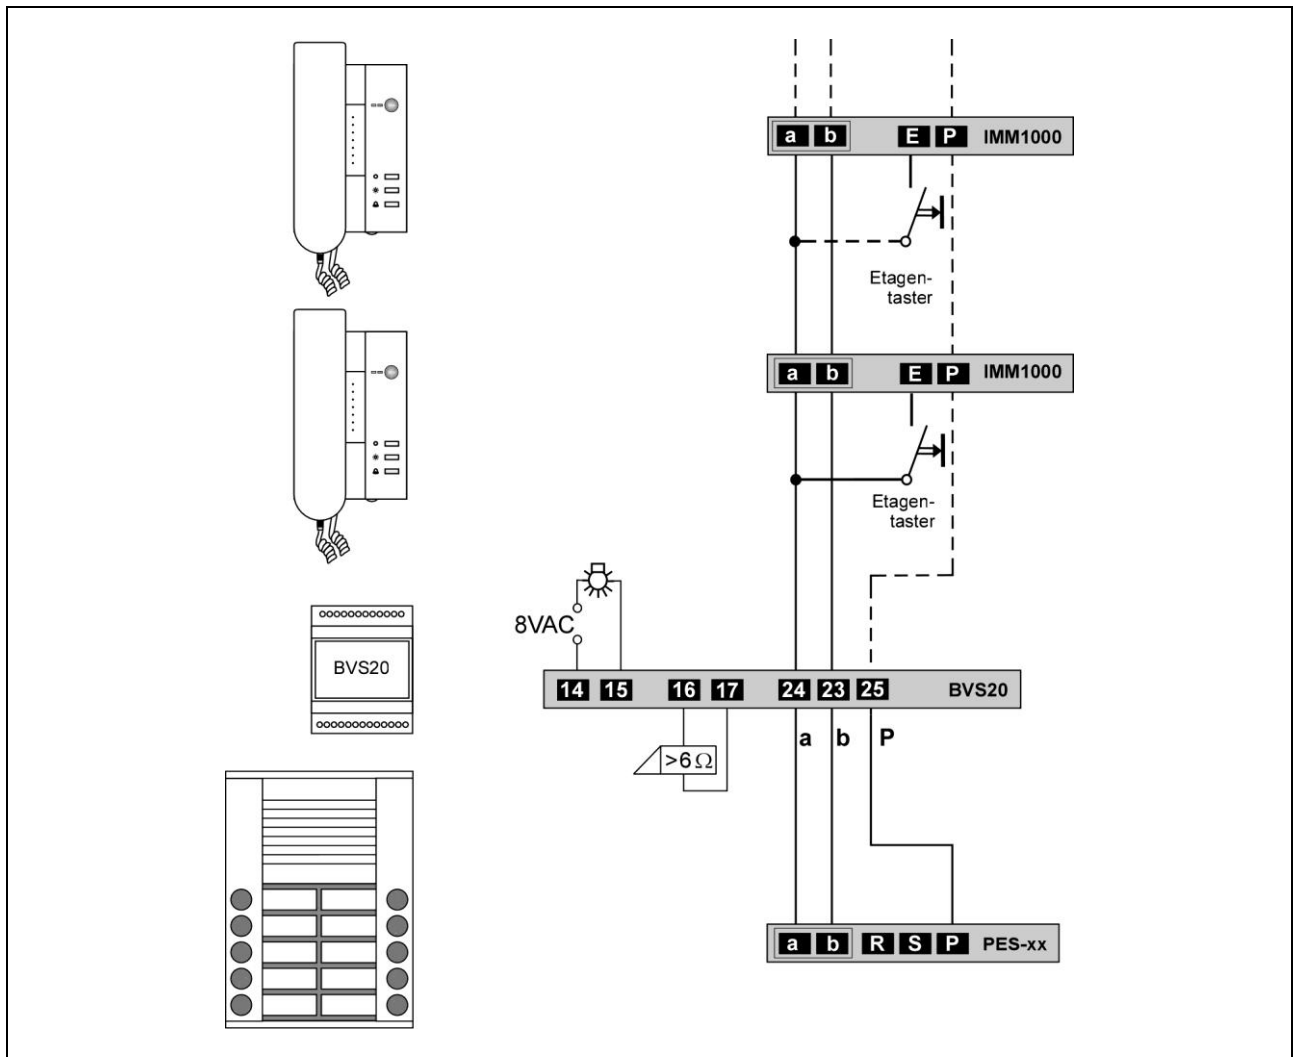 a b E P IMM1000
Etagen-
taster
a b E P IMM1000
Etagen-
taster
8VAC
BVS20
14 15 16 17 24 23 25 BVS20
a b P
>6 Ω
a b R S P PES-xx